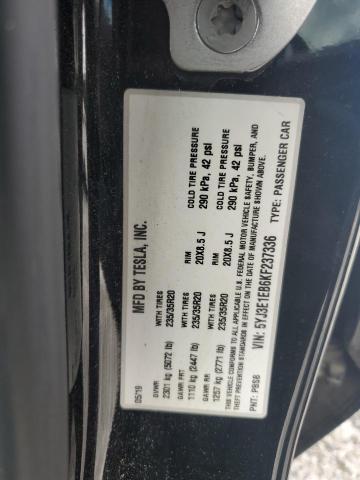 MFD BY TESLA, INC.
05/19
GVWR
2301 kg (5072 lb)
GAWR FRT WITH TIRES RIM COLD TIRE PRESSURE
1110 kg (2447 lb) 235/35R20 20X8.5 J 290 kPa, 42 psi
GAWR RR WITH TIRES RIM COLD TIRE PRESSURE
1257 kg (2771 lb) 235/35R20 20X8.5 J 290 kPa, 42 psi
THIS VEHICLE CONFORMS TO ALL APPLICABLE FEDERAL MOTOR VEHICLE SAFETY, BUMPER, AND
THEFT PREVENTION STANDARDS IN EFFECT ON THE DATE OF MANUFACTURE SHOWN ABOVE.
VIN: 5YJ3E1EB6KF237336 TYPE: PASSENGER CAR
PNT: PBSB